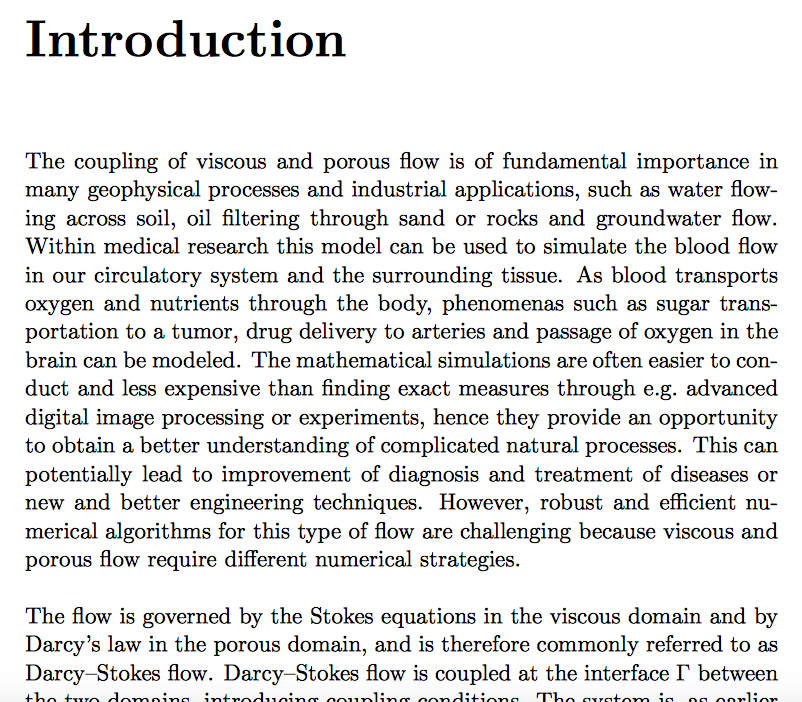 Introduction
The coupling of viscous and porous flow is of fundamental importance in
many geophysical processes and industrial applications, such as water flow-
ing across soil, oil filtering through sand or rocks and groundwater flow.
Within medical research this model can be used to simulate the blood flow
in our circulatory system and the surrounding tissue. As blood transports
oxygen and nutrients through the body, phenomenas such as sugar trans-
portation to a tumor, drug delivery to arteries and passage of oxygen in the
brain can be modeled. The mathematical simulations are often easier to con-
duct and less expensive than finding exact measures through e.g. advanced
digital image processing or experiments, hence they provide an opportunity
to obtain a better understanding of complicated natural processes. This can
potentially lead to improvement of diagnosis and treatment of diseases or
new and better engineering techniques. However, robust and efficient nu-
merical algorithms for this type of flow are challenging because viscous and
porous flow require different numerical strategies.
The flow is governed by the Stokes equations in the viscous domain and by
Darcy's law in the porous domain, and is therefore commonly referred to as
Darcy–Stokes flow. Darcy–Stokes flow is coupled at the interface Γ between
the two domains, introducing coupling conditions. The system is, as earlier